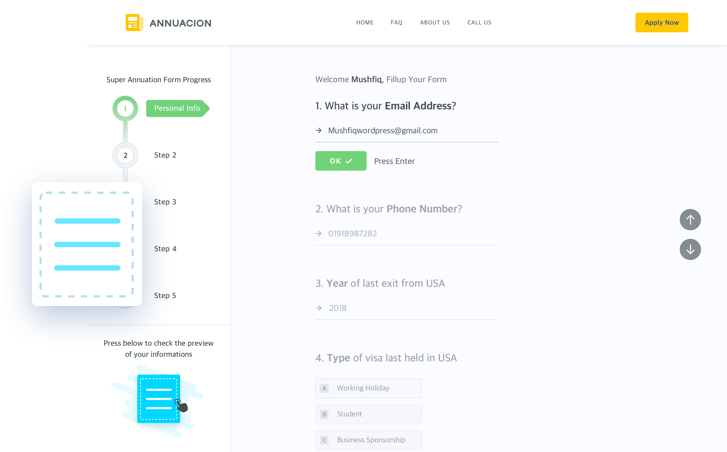 ANNUACION
HOME
FAQ
ABOUT US
CALL US
Apply Now
Super Annuation Form Progress
1
Personal Info
2
Step 2
Step 3
Step 4
Step 5
Press below to check the preview
of your informations
Welcome Mushfiq, Fillup Your Form
1. What is your Email Address?
Mushfiqwordpress@gmail.com
OK
Press Enter
2. What is your Phone Number?
01918987282
3. Year of last exit from USA
2018
4. Type of visa last held in USA
A Working Holiday
B Student
C Business Sponsorship